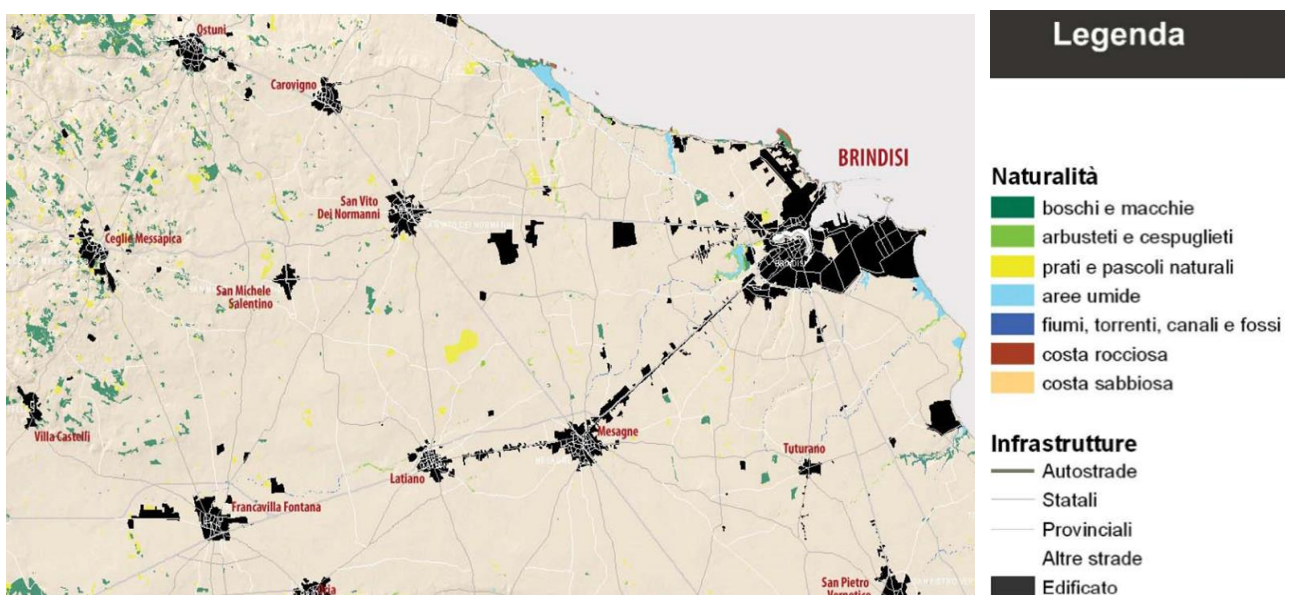 Ostuni
Carovigno
BRINDISI
San Vito
Dei Normanni
Ceglie Messapica
San Michele
Salentino
BRINDISI
Villa Castelli
Mesagne
Tuturano
Latiano
Francavilla Fontana
San Pietro
Vernotico
Legenda
Naturalità
boschi e macchie
arbusteti e cespuglieti
prati e pascoli naturali
aree umide
fiumi, torrenti, canali e fossi
costa rocciosa
costa sabbiosa
Infrastrutture
Autostrade
Statali
Provinciali
Altre strade
Edificato